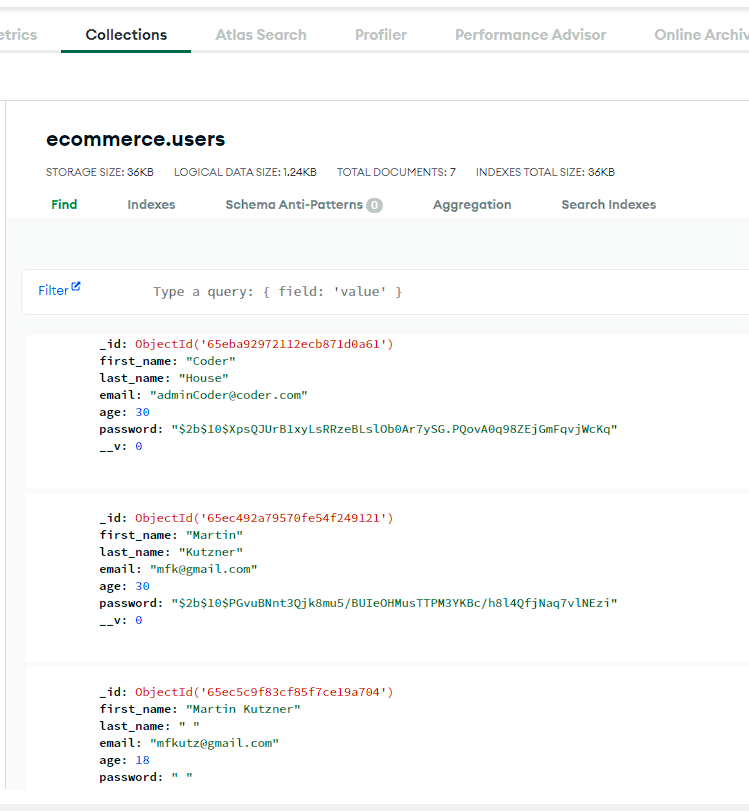 etrics Collections Atlas Search Profiler Performance Advisor Online Archiv
ecommerce.users
STORAGE SIZE: 36KB LOGICAL DATA SIZE: 1.24KB TOTAL DOCUMENTS: 7 INDEXES TOTAL SIZE: 36KB
Find Indexes Schema Anti-Patterns 0 Aggregation Search Indexes
Filter Type a query: { field: 'value' }
_id: ObjectId('65eba92972112ecb871d0a61')
first_name: "Coder"
last_name: "House"
email: "adminCoder@coder.com"
age: 30
password: "$2b$10$XpsQJUrB1xyLsRRzeBLslOb0Ar7ySG.PQovA0q98ZEjGmFqvjWcKq"
__v: 0
_id: ObjectId('65ec492a79570fe54f249121')
first_name: "Martin"
last_name: "Kutzner"
email: "mfk@gmail.com"
age: 30
password: "$2b$10$PGvuBNnt3Qjk8mu5/BUIeOHMusTTPM3YKBc/h8l4QfjNaq7vlNEzi"
__v: 0
_id: ObjectId('65ec5c9f83cf85f7ce19a704')
first_name: "Martin Kutzner"
last_name: " "
email: "mfkutz@gmail.com"
age: 18
password: " "